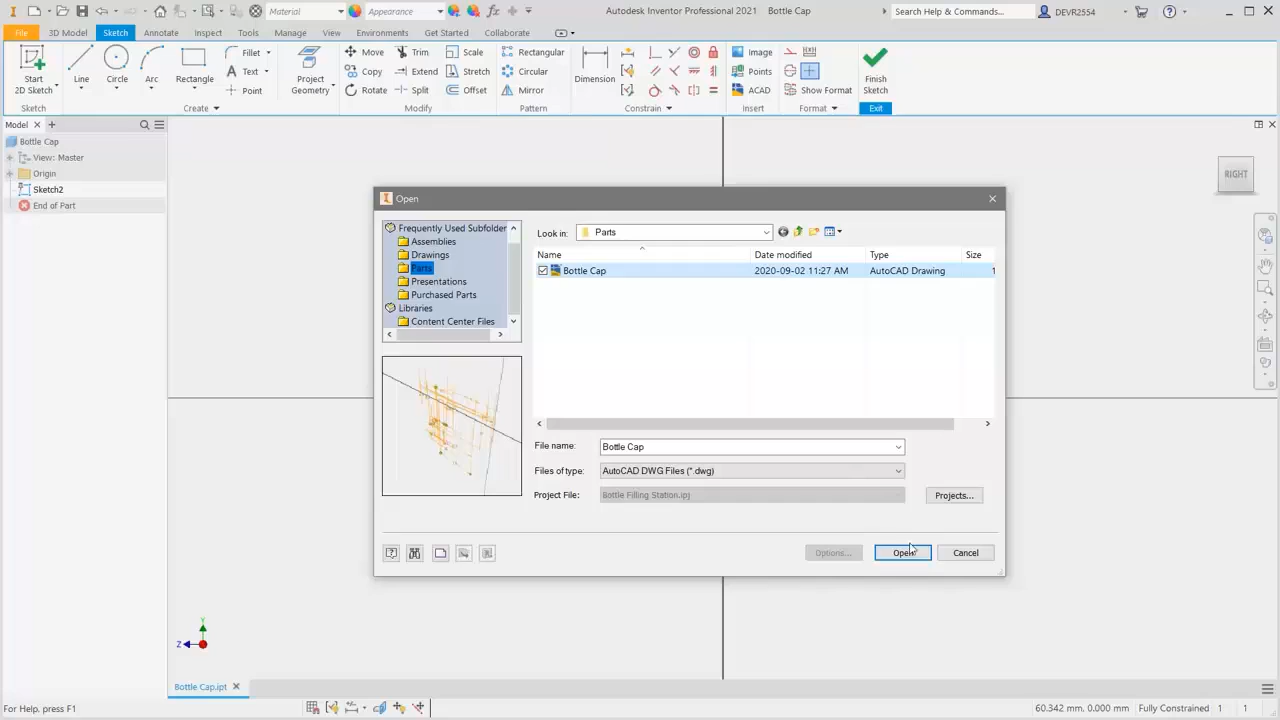 Material
Appearance
Autodesk Inventor Professional 2021 Bottle Cap
Search Help & Commands...
DEVR2554
File
3D Model
Sketch
Annotate
Inspect
Tools
Manage
View
Environments
Get Started
Collaborate
Start
2D Sketch
Line
Circle
Arc
Rectangle
Fillet
Text
Point
Project
Geometry
Move
Copy
Rotate
Trim
Extend
Split
Scale
Stretch
Offset
Rectangular
Circular
Mirror
Dimension
Image
Points
ACAD
Show Format
Finish
Sketch
Sketch
Create
Modify
Pattern
Constrain
Insert
Format
Exit
Model
Bottle Cap
View: Master
Origin
Sketch2
End of Part
RIGHT
Open
Frequently Used Subfolder
Assemblies
Drawings
Parts
Presentations
Purchased Parts
Libraries
Content Center Files
Look in:
Parts
Name
Date modified
Type
Size
Bottle Cap
2020-09-02 11:27 AM
AutoCAD Drawing
1
File name:
Bottle Cap
Files of type:
AutoCAD DWG Files (*.dwg)
Project File:
Bottle Filling Station.ipj
Projects...
Options...
Open
Cancel
Y
Z
Bottle Cap.ipt
For Help, press F1
60.342 mm, 0.000 mm
Fully Constrained
1
1